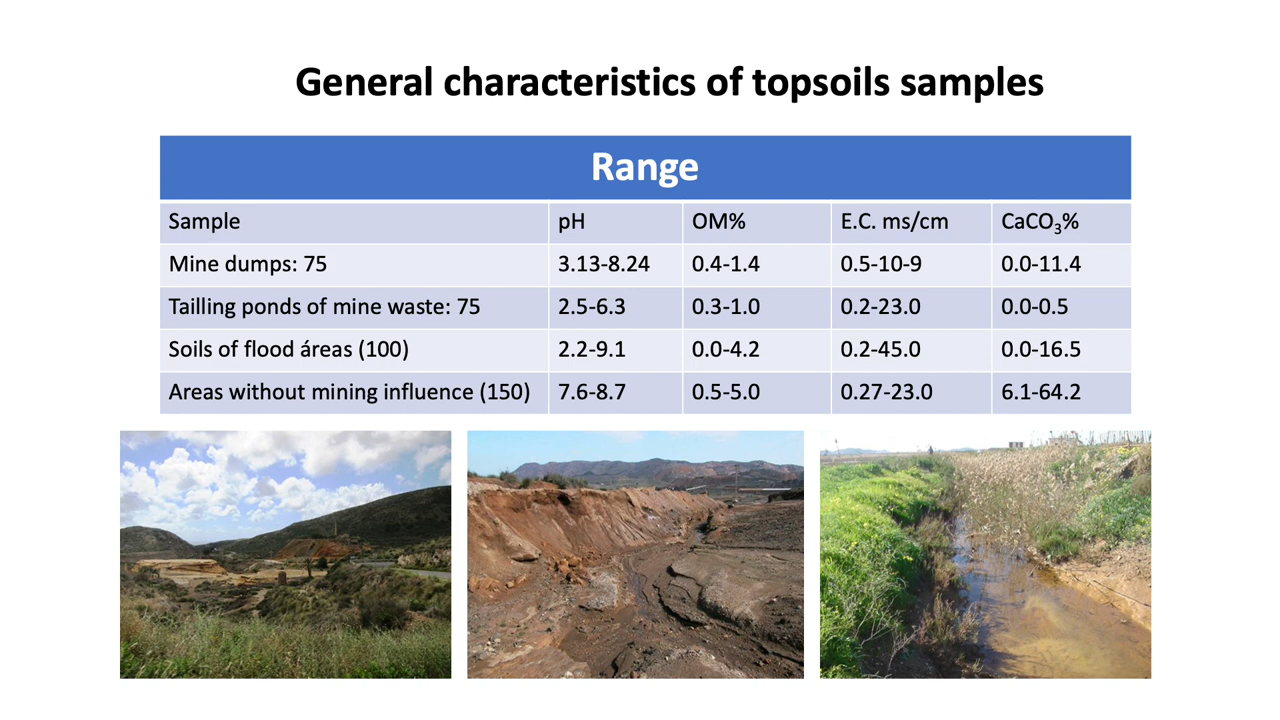 General characteristics of topsoils samples
Range
Sample pH OM% E.C. ms/cm CaCO₃%
Mine dumps: 75 3.13-8.24 0.4-1.4 0.5-10-9 0.0-11.4
Tailling ponds of mine waste: 75 2.5-6.3 0.3-1.0 0.2-23.0 0.0-0.5
Soils of flood áreas (100) 2.2-9.1 0.0-4.2 0.2-45.0 0.0-16.5
Areas without mining influence (150) 7.6-8.7 0.5-5.0 0.27-23.0 6.1-64.2